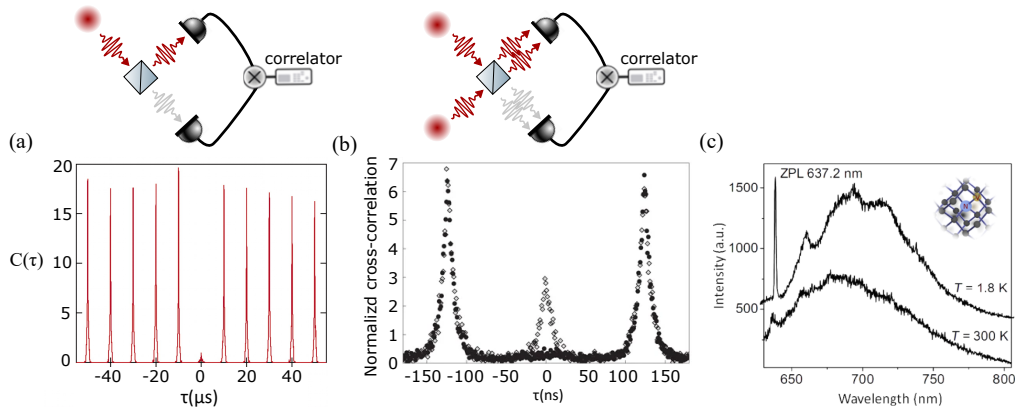 correlator
correlator
(a)
(b)
(c)
20
15
10
5
0
C(τ)
-40
-20
0
20
40
τ(μs)
7
6
5
4
3
2
1
0
Normalizd cross-correlation
-150
-100
-50
0
50
100
150
τ(ns)
ZPL 637.2 nm
1500
1000
500
Intensity (a.u.)
T = 1.8 K
T = 300 K
650
700
750
800
Wavelength (nm)